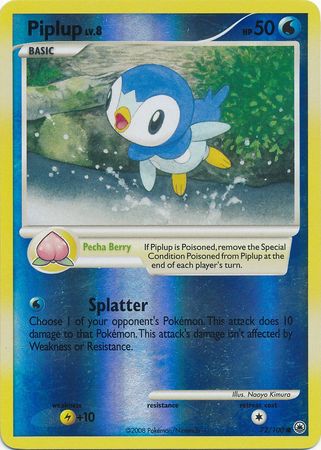 Piplup LV.8
HP 50
BASIC
Pecha Berry
If Piplup is Poisoned, remove the Special
Condition Poisoned from Piplup at the
end of each player's turn.
Splatter
Choose 1 of your opponent's Pokémon. This attack does 10
damage to that Pokémon. This attack's damage isn't affected by
Weakness or Resistance.
Illus. Naoyo Kimura
weakness
resistance
retreat cost
+10
©2008 Pokémon/Nintendo
72/100